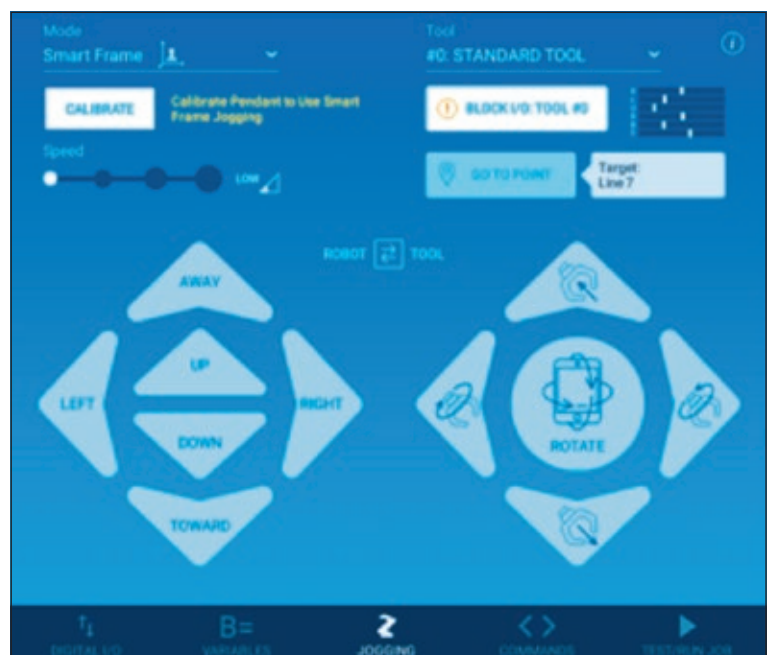 Mode
Smart Frame
Tool
#0: STANDARD TOOL
i
CALIBRATE
Calibrate Pendant to Use Smart
Frame Jogging
BLOCK I/O: TOOL #0
Speed
LOW
GO TO POINT
Target:
Line 7
ROBOT
TOOL
AWAY
UP
LEFT
RIGHT
DOWN
TOWARD
ROTATE
B=
DIGITAL I/O
VARIABLES
JOGGING
COMMANDS
TEST/RUN JOB